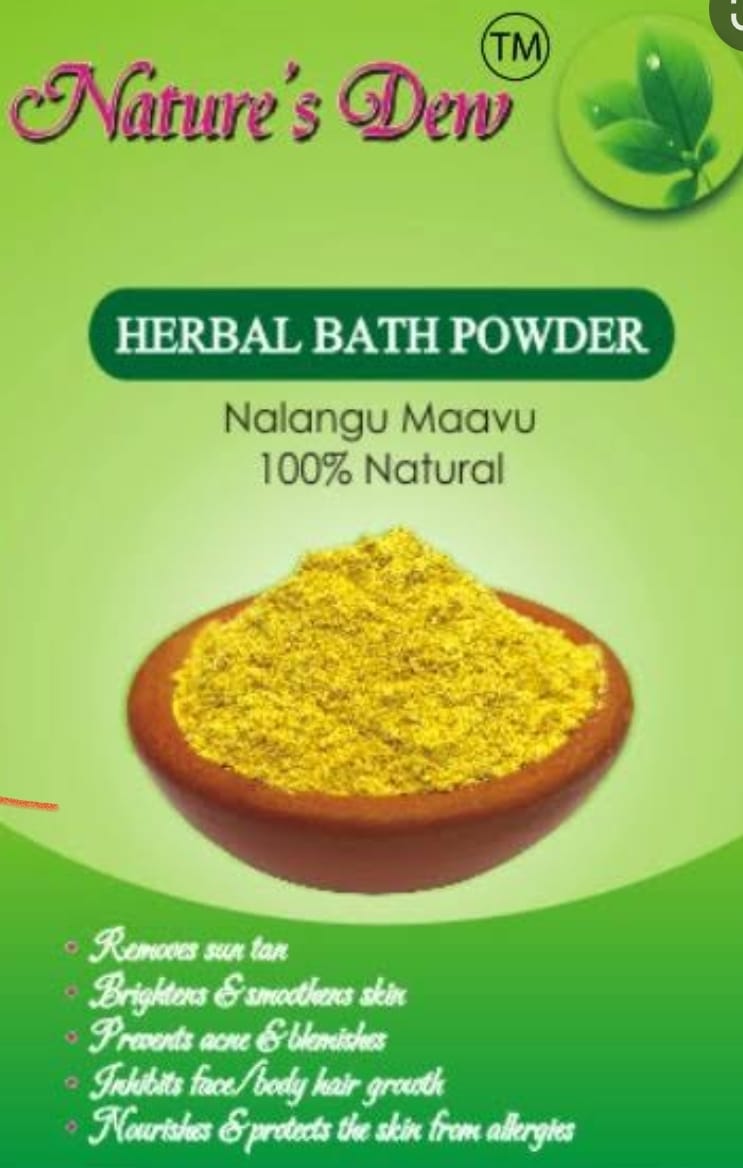 Nature's Dew TM
HERBAL BATH POWDER
Nalangu Maavu
100% Natural
• Removes sun tan
• Brightens & smoothens skin
• Prevents acne & blemishes
• Inhibits face/body hair growth
• Nourishes & protects the skin from allergies